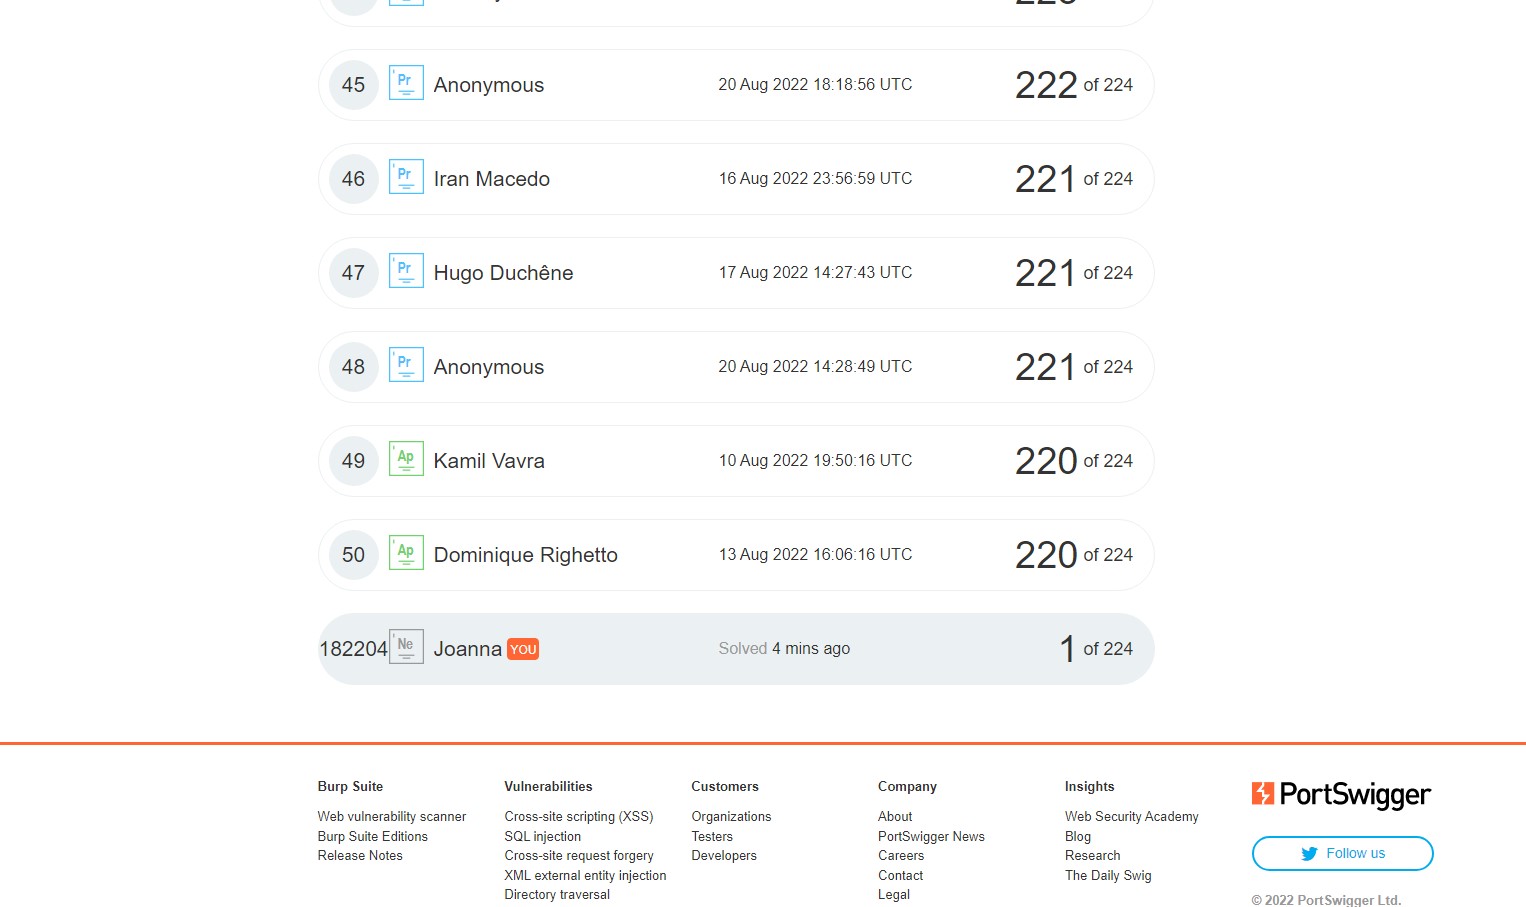 45 Pr Anonymous 20 Aug 2022 18:18:56 UTC 222 of 224
46 Pr Iran Macedo 16 Aug 2022 23:56:59 UTC 221 of 224
47 Pr Hugo Duchêne 17 Aug 2022 14:27:43 UTC 221 of 224
48 Pr Anonymous 20 Aug 2022 14:28:49 UTC 221 of 224
49 Ap Kamil Vavra 10 Aug 2022 19:50:16 UTC 220 of 224
50 Ap Dominique Righetto 13 Aug 2022 16:06:16 UTC 220 of 224
182204 Ne Joanna YOU Solved 4 mins ago 1 of 224
Burp Suite
Web vulnerability scanner
Burp Suite Editions
Release Notes
Vulnerabilities
Cross-site scripting (XSS)
SQL injection
Cross-site request forgery
XML external entity injection
Directory traversal
Customers
Organizations
Testers
Developers
Company
About
PortSwigger News
Careers
Contact
Legal
Insights
Web Security Academy
Blog
Research
The Daily Swig
PortSwigger
Follow us
© 2022 PortSwigger Ltd.